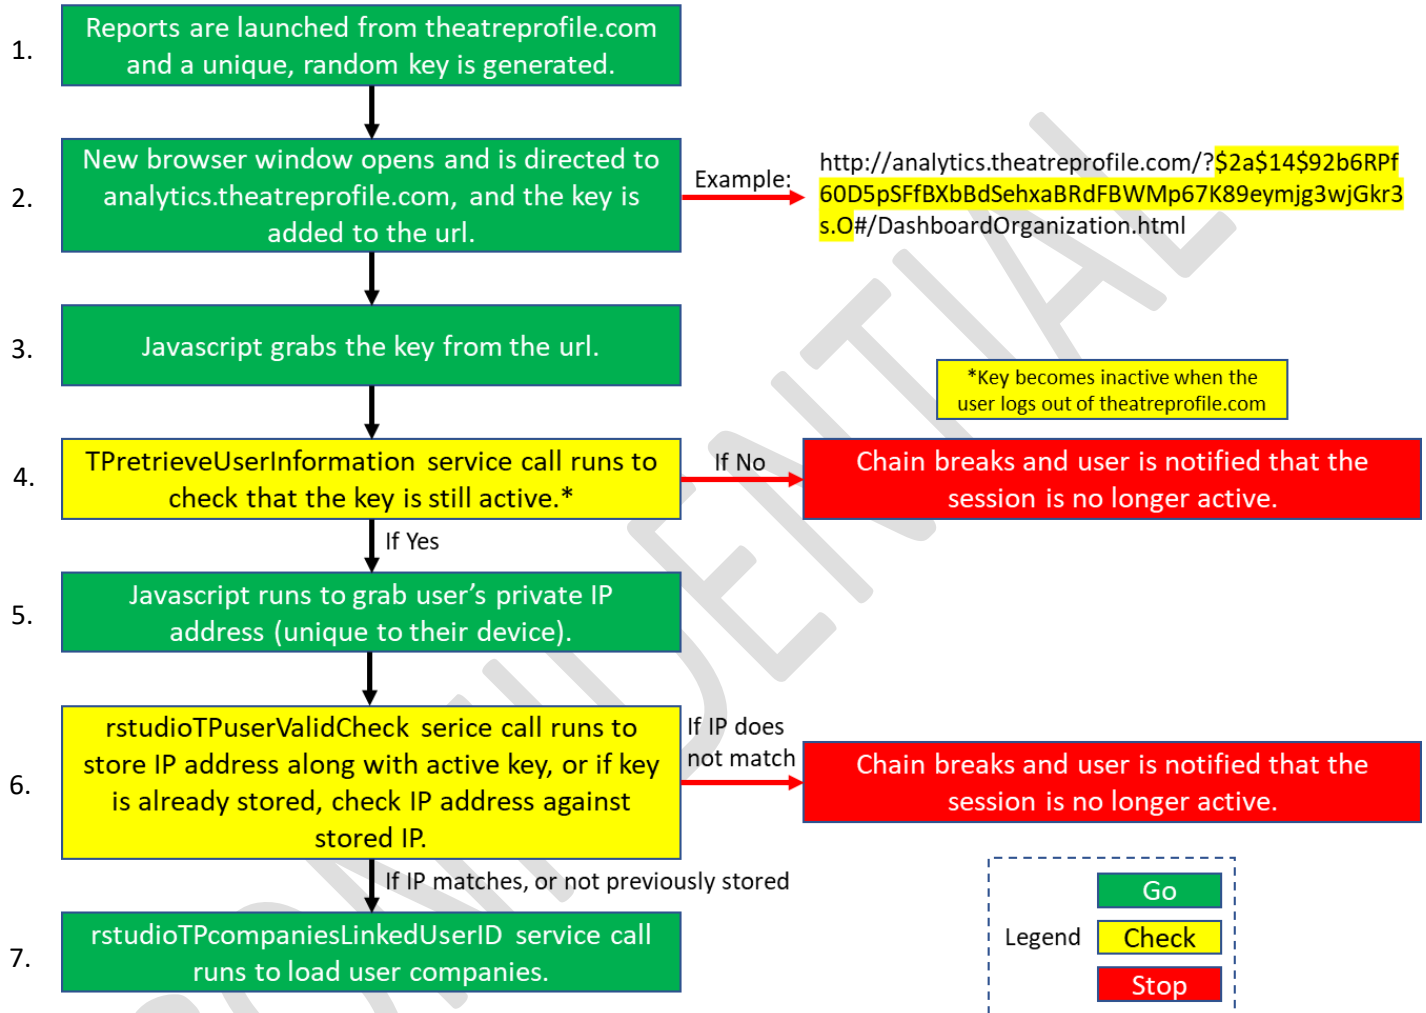 1.
Reports are launched from theatreprofile.com
and a unique, random key is generated.
2.
New browser window opens and is directed to
analytics.theatreprofile.com, and the key is
added to the url.
Example:
http://analytics.theatreprofile.com/?$2a$14$92b6RPf
60D5pSFfBXbBdSehxaBRdFBWMp67K89eymjg3wjGkr3
s.O#/DashboardOrganization.html
3.
Javascript grabs the key from the url.
*Key becomes inactive when the
user logs out of theatreprofile.com
4.
TPretrieveUserInformation service call runs to
check that the key is still active.*
If No
Chain breaks and user is notified that the
session is no longer active.
If Yes
5.
Javascript runs to grab user’s private IP
address (unique to their device).
6.
rstudioTPuserValidCheck serice call runs to
store IP address along with active key, or if key
is already stored, check IP address against
stored IP.
If IP does
not match
Chain breaks and user is notified that the
session is no longer active.
If IP matches, or not previously stored
7.
rstudioTPcompaniesLinkedUserID service call
runs to load user companies.
Legend
Go
Check
Stop
CONFIDENTIAL